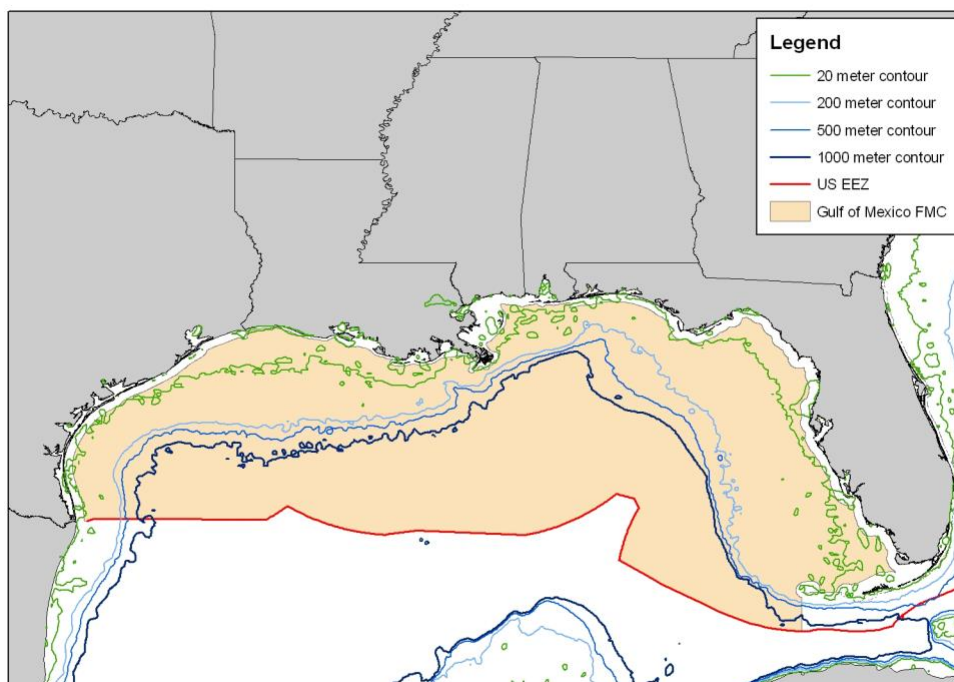 Legend
20 meter contour
200 meter contour
500 meter contour
1000 meter contour
US EEZ
Gulf of Mexico FMC